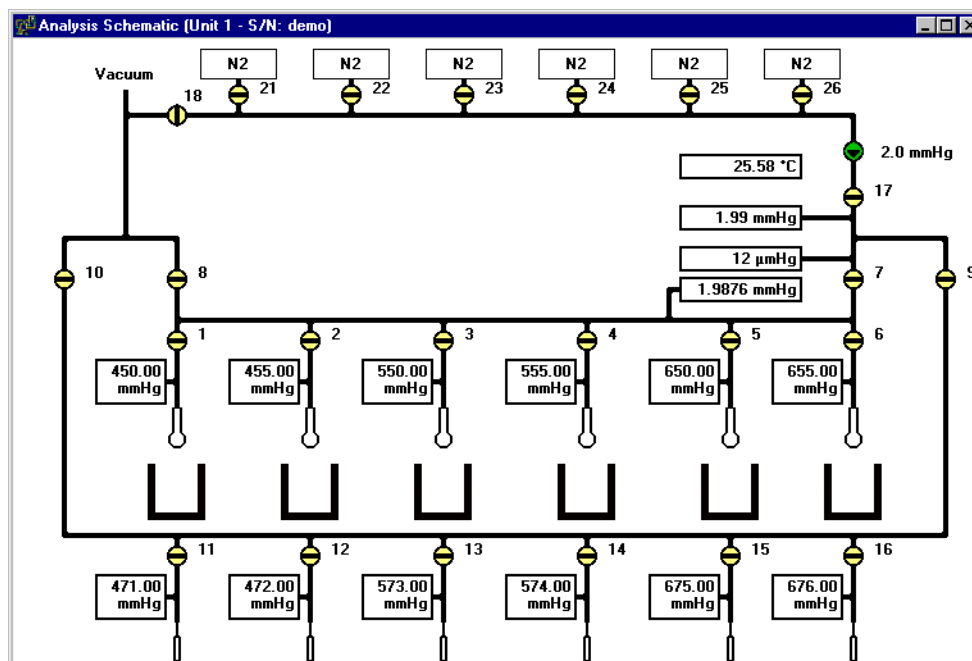 Analysis Schematic (Unit 1 - S/N: demo)
Vacuum
N2
N2
N2
N2
N2
N2
18
21
22
23
24
25
26
2.0 mmHg
25.58 °C
17
1.99 mmHg
12 µmHg
10
8
7
9
1.9876 mmHg
1
2
3
4
5
6
450.00
mmHg
455.00
mmHg
550.00
mmHg
555.00
mmHg
650.00
mmHg
655.00
mmHg
11
12
13
14
15
16
471.00
mmHg
472.00
mmHg
573.00
mmHg
574.00
mmHg
675.00
mmHg
676.00
mmHg